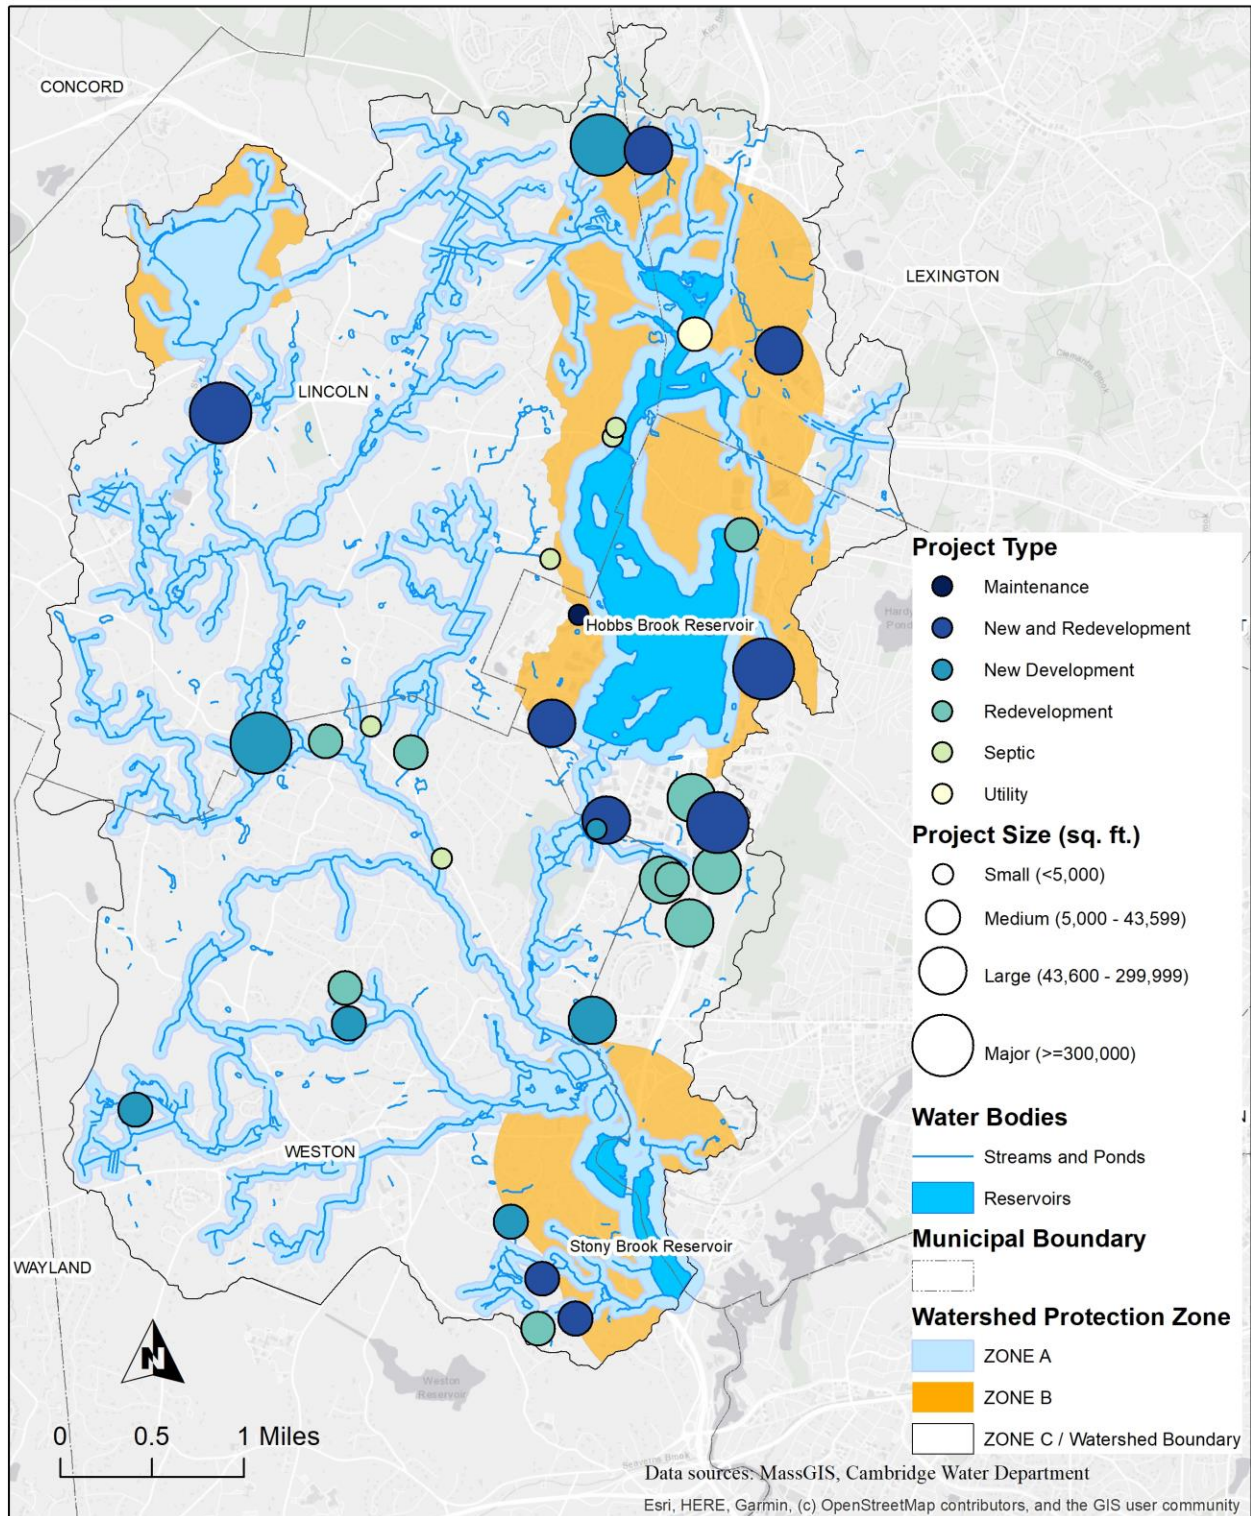 CONCORD
LEXINGTON
LINCOLN
Project Type
Maintenance
Hobbs Brook Reservoir
New and Redevelopment
New Development
Redevelopment
Septic
Utility
Project Size (sq. ft.)
Small (<5,000)
Medium (5,000 - 43,599)
Large (43,600 - 299,999)
Major (>=300,000)
Water Bodies
Streams and Ponds
Reservoirs
WESTON
Stony Brook Reservoir
WAYLAND
Municipal Boundary
Watershed Protection Zone
ZONE A
ZONE B
ZONE C / Watershed Boundary
N
Weston
Reservoir
0 0.5 1 Miles
Data sources: MassGIS, Cambridge Water Department
Esri, HERE, Garmin, (c) OpenStreetMap contributors, and the GIS user community